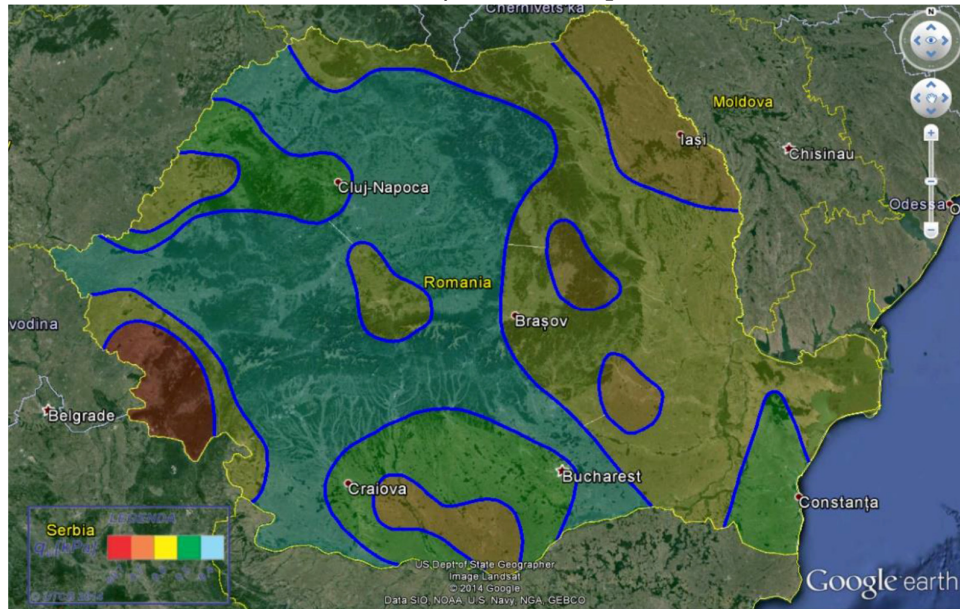 Chernivets'ka
N
Moldova
Iași
Chisinau
Cluj-Napoca
Odessa
Romania
vodina
Brașov
Belgrade
Bucharest
Craiova
Constanța
Serbia
LEGENDA
US Dept of State Geographer
Image Landsat
© 2014 Google
Data SIO, NOAA, U.S. Navy, NGA, GEBCO
Google earth